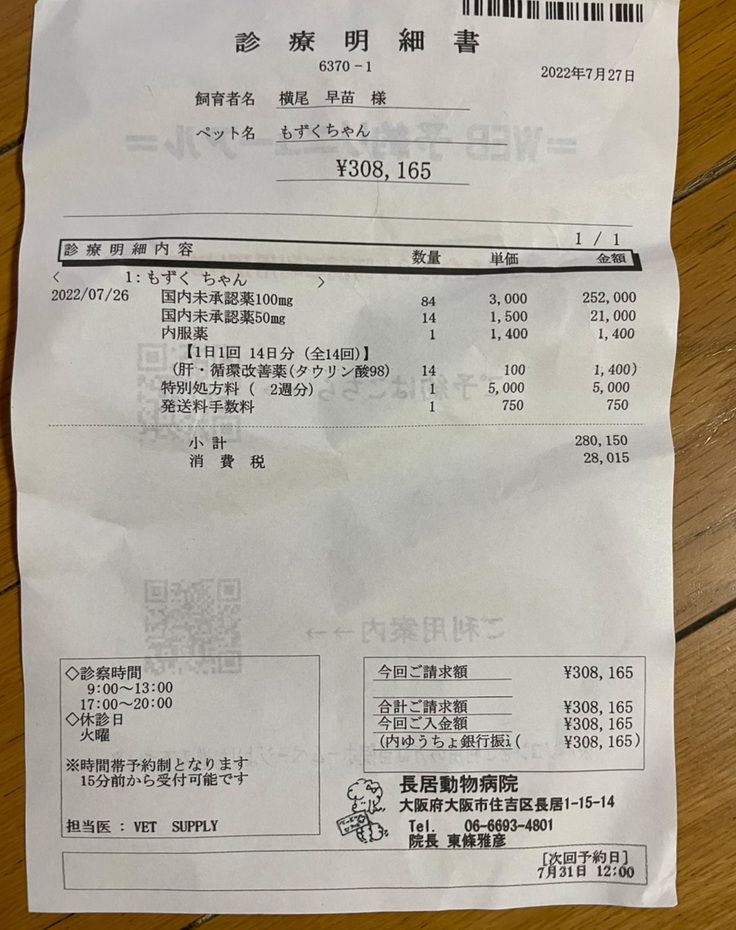 診療明細書
6370-1
2022年7月27日
飼育者名 横尾 早苗 様
ペット名 もずくちゃん
¥308,165
1 / 1
診療明細内容 数量 単価 金額
< 1:もずく ちゃん >
2022/07/26 国内未承認薬100mg 84 3,000 252,000
国内未承認薬50mg 14 1,500 21,000
内服薬 1 1,400 1,400
【1日1回 14日分 (全14回)】
(肝・循環改善薬(タウリン酸98) 14 100 1,400)
特別処方料 ( 2週分) 1 5,000 5,000
発送料手数料 1 750 750
小計 280,150
消費税 28,015
◇診察時間
9:00~13:00
17:00~20:00
◇休診日
火曜
※時間帯予約制となります
15分前から受付可能です
担当医 : VET SUPPLY
今回ご請求額 ¥308,165
合計ご請求額 ¥308,165
今回ご入金額 ¥308,165
(内ゆうちょ銀行振 ( ¥308,165)
長居動物病院
大阪府大阪市住吉区長居1-15-14
Tel. 06-6693-4801
院長 東條雅彦
[次回予約日]
7月31日 12:00
ご予約はこちら
ご利用案内→→